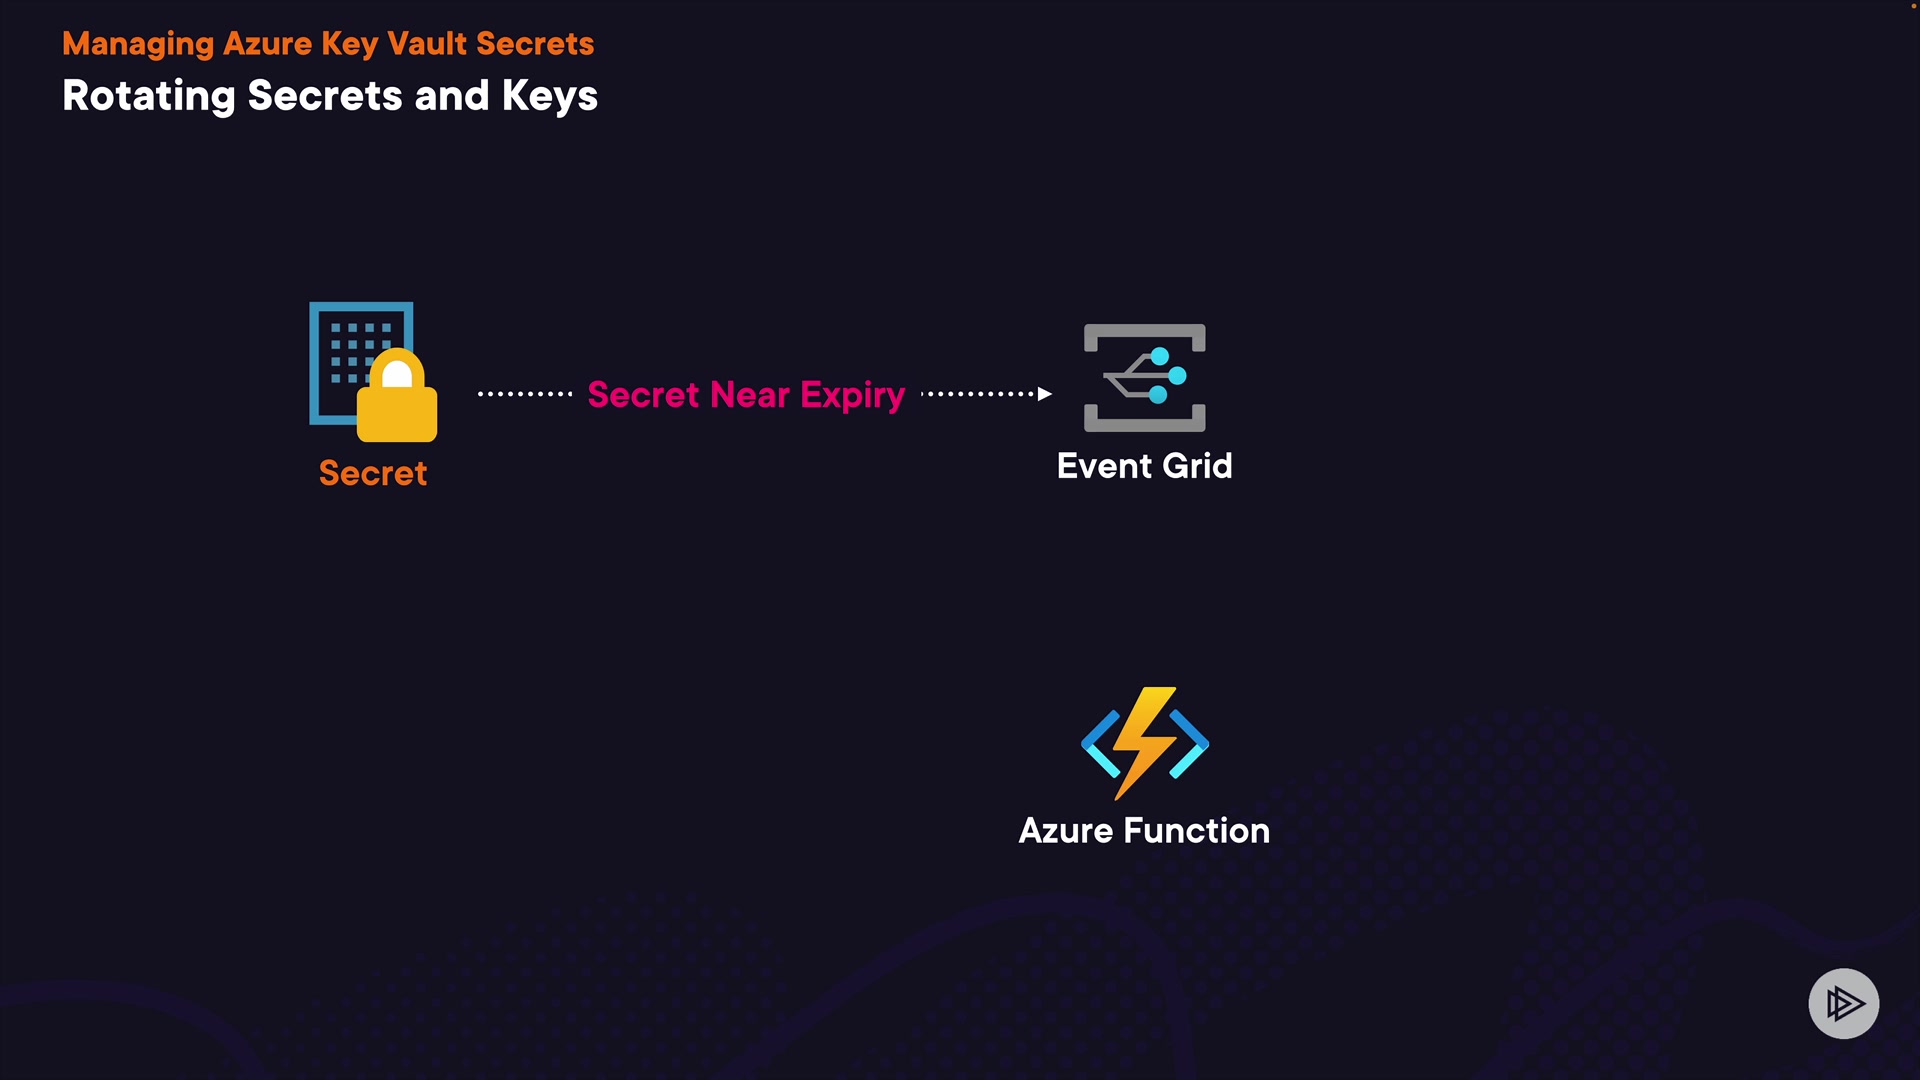 Managing Azure Key Vault Secrets
Rotating Secrets and Keys
Secret Near Expiry
Secret
Event Grid
Azure Function